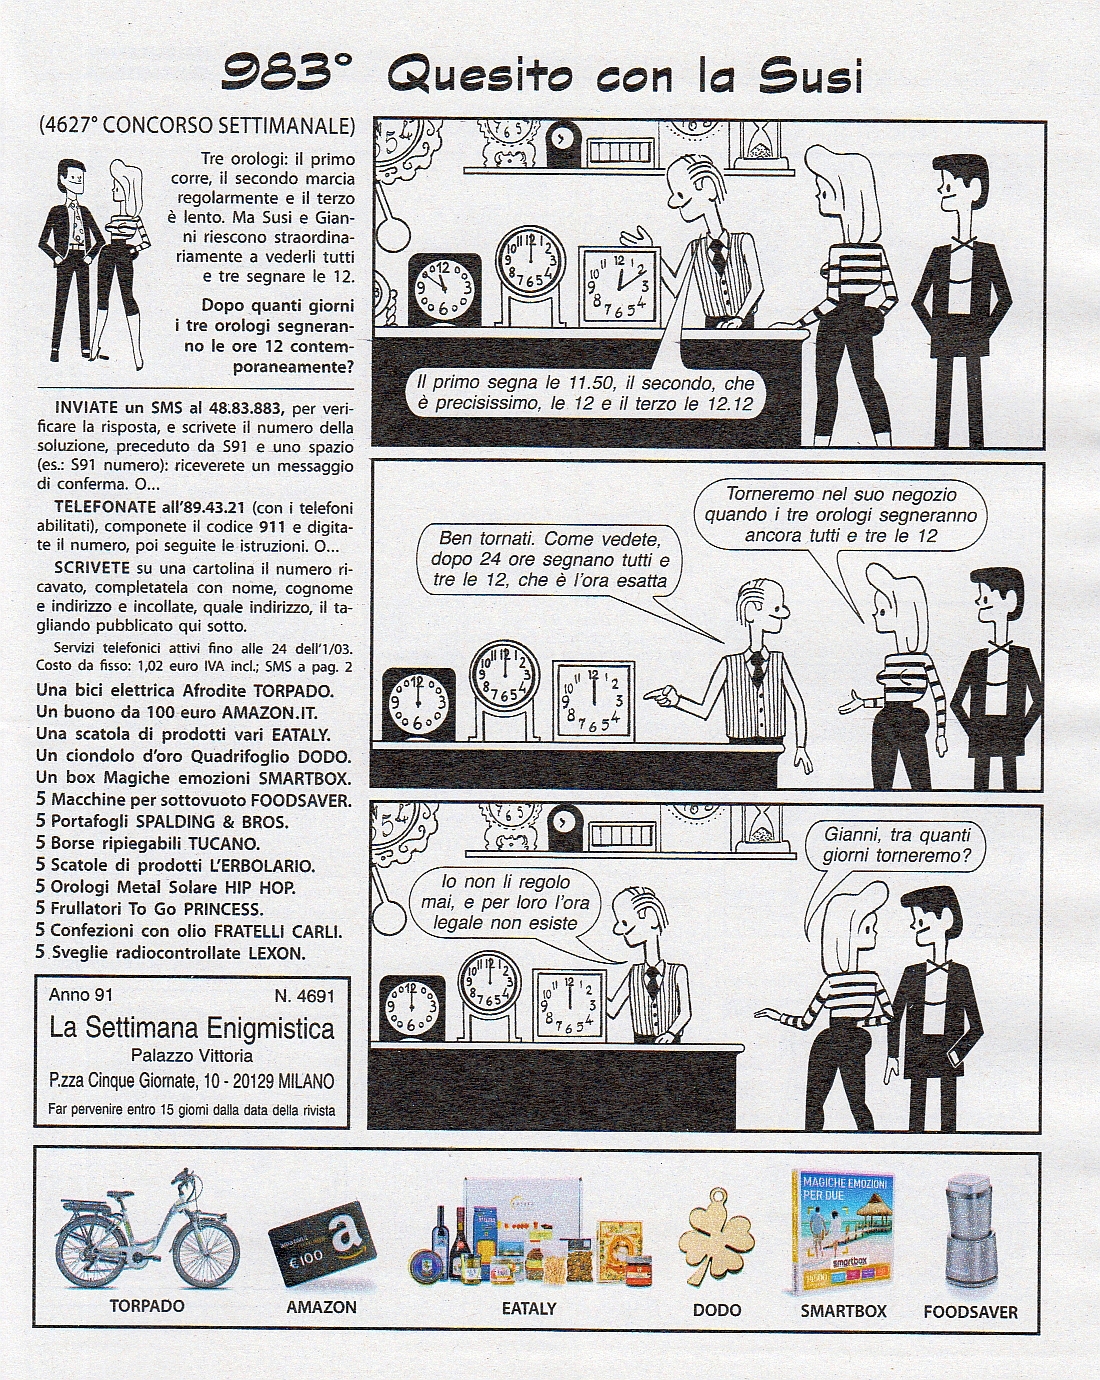 983° Quesito con la Susi
(4627° CONCORSO SETTIMANALE)
Tre orologi: il primo
corre, il secondo marcia
regolarmente e il terzo
è lento. Ma Susi e Gian-
ni riescono straordina-
riamente a vederli tutti
e tre segnare le 12.
Dopo quanti giorni
i tre orologi segneran-
no le ore 12 contem-
poraneamente?
INVIATE un SMS al 48.83.883, per veri-
ficare la risposta, e scrivete il numero della
soluzione, preceduto da S91 e uno spazio
(es.: S91 numero): riceverete un messaggio
di conferma. O...
TELEFONATE all'89.43.21 (con i telefoni
abilitati), componete il codice 911 e digita-
te il numero, poi seguite le istruzioni. O...
SCRIVETE su una cartolina il numero ri-
cavato, completatela con nome, cognome
e indirizzo e incollate, quale indirizzo, il ta-
gliando pubblicato qui sotto.
Servizi telefonici attivi fino alle 24 dell'1/03.
Costo da fisso: 1,02 euro IVA incl.; SMS a pag. 2
Una bici elettrica Afrodite TORPADO.
Un buono da 100 euro AMAZON.IT.
Una scatola di prodotti vari EATALY.
Un ciondolo d'oro Quadrifoglio DODO.
Un box Magiche emozioni SMARTBOX.
5 Macchine per sottovuoto FOODSAVER.
5 Portafogli SPALDING & BROS.
5 Borse ripiegabili TUCANO.
5 Scatole di prodotti L'ERBOLARIO.
5 Orologi Metal Solare HIP HOP.
5 Frullatori To Go PRINCESS.
5 Confezioni con olio FRATELLI CARLI.
5 Sveglie radiocontrollate LEXON.
Anno 91 N. 4691
La Settimana Enigmistica
Palazzo Vittoria
P.zza Cinque Giornate, 10 - 20129 MILANO
Far pervenire entro 15 giorni dalla data della rivista
Il primo segna le 11.50, il secondo, che
è precisissimo, le 12 e il terzo le 12.12
Ben tornati. Come vedete,
dopo 24 ore segnano tutti e
tre le 12, che è l'ora esatta
Torneremo nel suo negozio
quando i tre orologi segneranno
ancora tutti e tre le 12
Io non li regolo
mai, e per loro l'ora
legale non esiste
Gianni, tra quanti
giorni torneremo?
€100
a
MAGICHE EMOZIONI
PER DUE
smartbox
TORPADO
AMAZON
EATALY
DODO
SMARTBOX
FOODSAVER